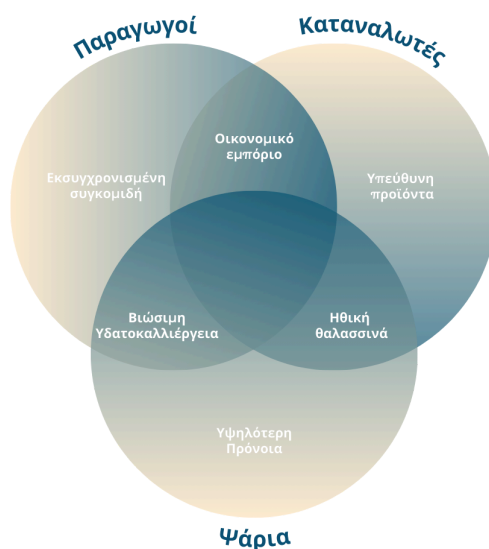 Παραγωγοί
Καταναλωτές
Οικονομικό
εμπόριο
Εκσυγχρονισμένη
συγκομιδή
Υπεύθυνη
προϊόντα
Βιώσιμη
Υδατοκαλλιέργεια
Ηθική
θαλασσινά
Υψηλότερη
Πρόνοια
Ψάρια